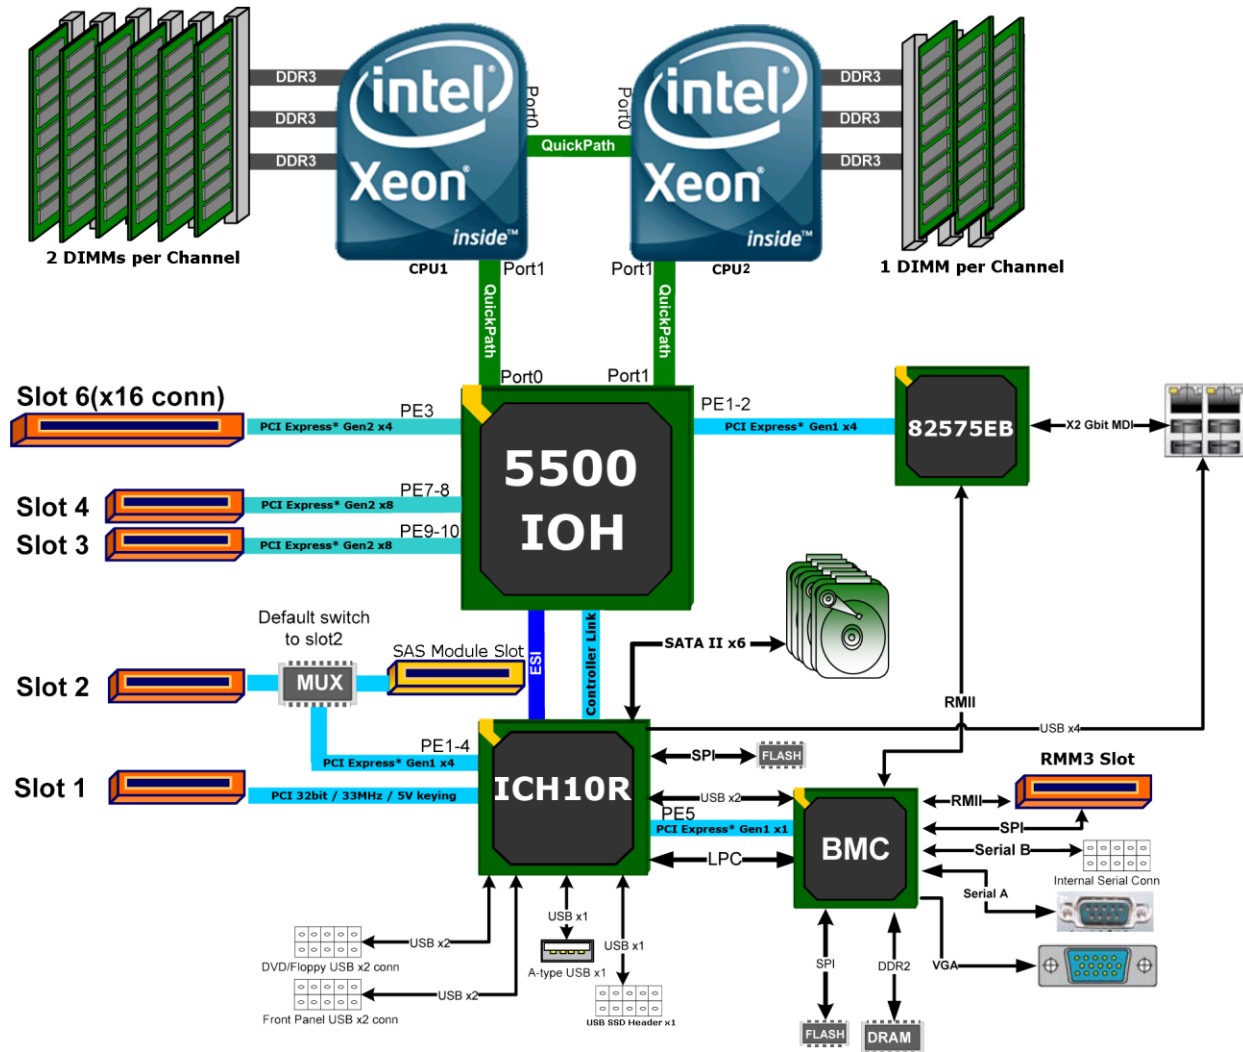 DDR3
DDR3
DDR3
intel®
Xeon®
inside™
Port0
QuickPath
Port0
intel®
Xeon®
inside™
DDR3
DDR3
DDR3
2 DIMMs per Channel
CPU1
Port1
Port1
CPU2
1 DIMM per Channel
QuickPath
QuickPath
Port0
Port1
Slot 6(x16 conn)
PE3
PCI Express* Gen2 x4
PE1-2
PCI Express* Gen1 x4
82575EB
X2 Gbit MDI
5500
IOH
Slot 4
PE7-8
PCI Express* Gen2 x8
Slot 3
PE9-10
PCI Express* Gen2 x8
Default switch
to slot2
SAS Module Slot
ESI
Controller Link
SATA II x6
Slot 2
MUX
RMII
USB x4
PE1-4
PCI Express* Gen1 x4
SPI
FLASH
RMM3 Slot
Slot 1
PCI 32bit / 33MHz / 5V keying
ICH10R
USB x2
PE5
PCI Express* Gen1 x1
LPC
BMC
RMII
SPI
Serial B
Internal Serial Conn
Serial A
USB x1
USB x2
DVD/Floppy USB x2 conn
A-type USB x1
USB x1
SPI
DDR2
VGA
USB x2
Front Panel USB x2 conn
USB SSD Header x1
FLASH
DRAM